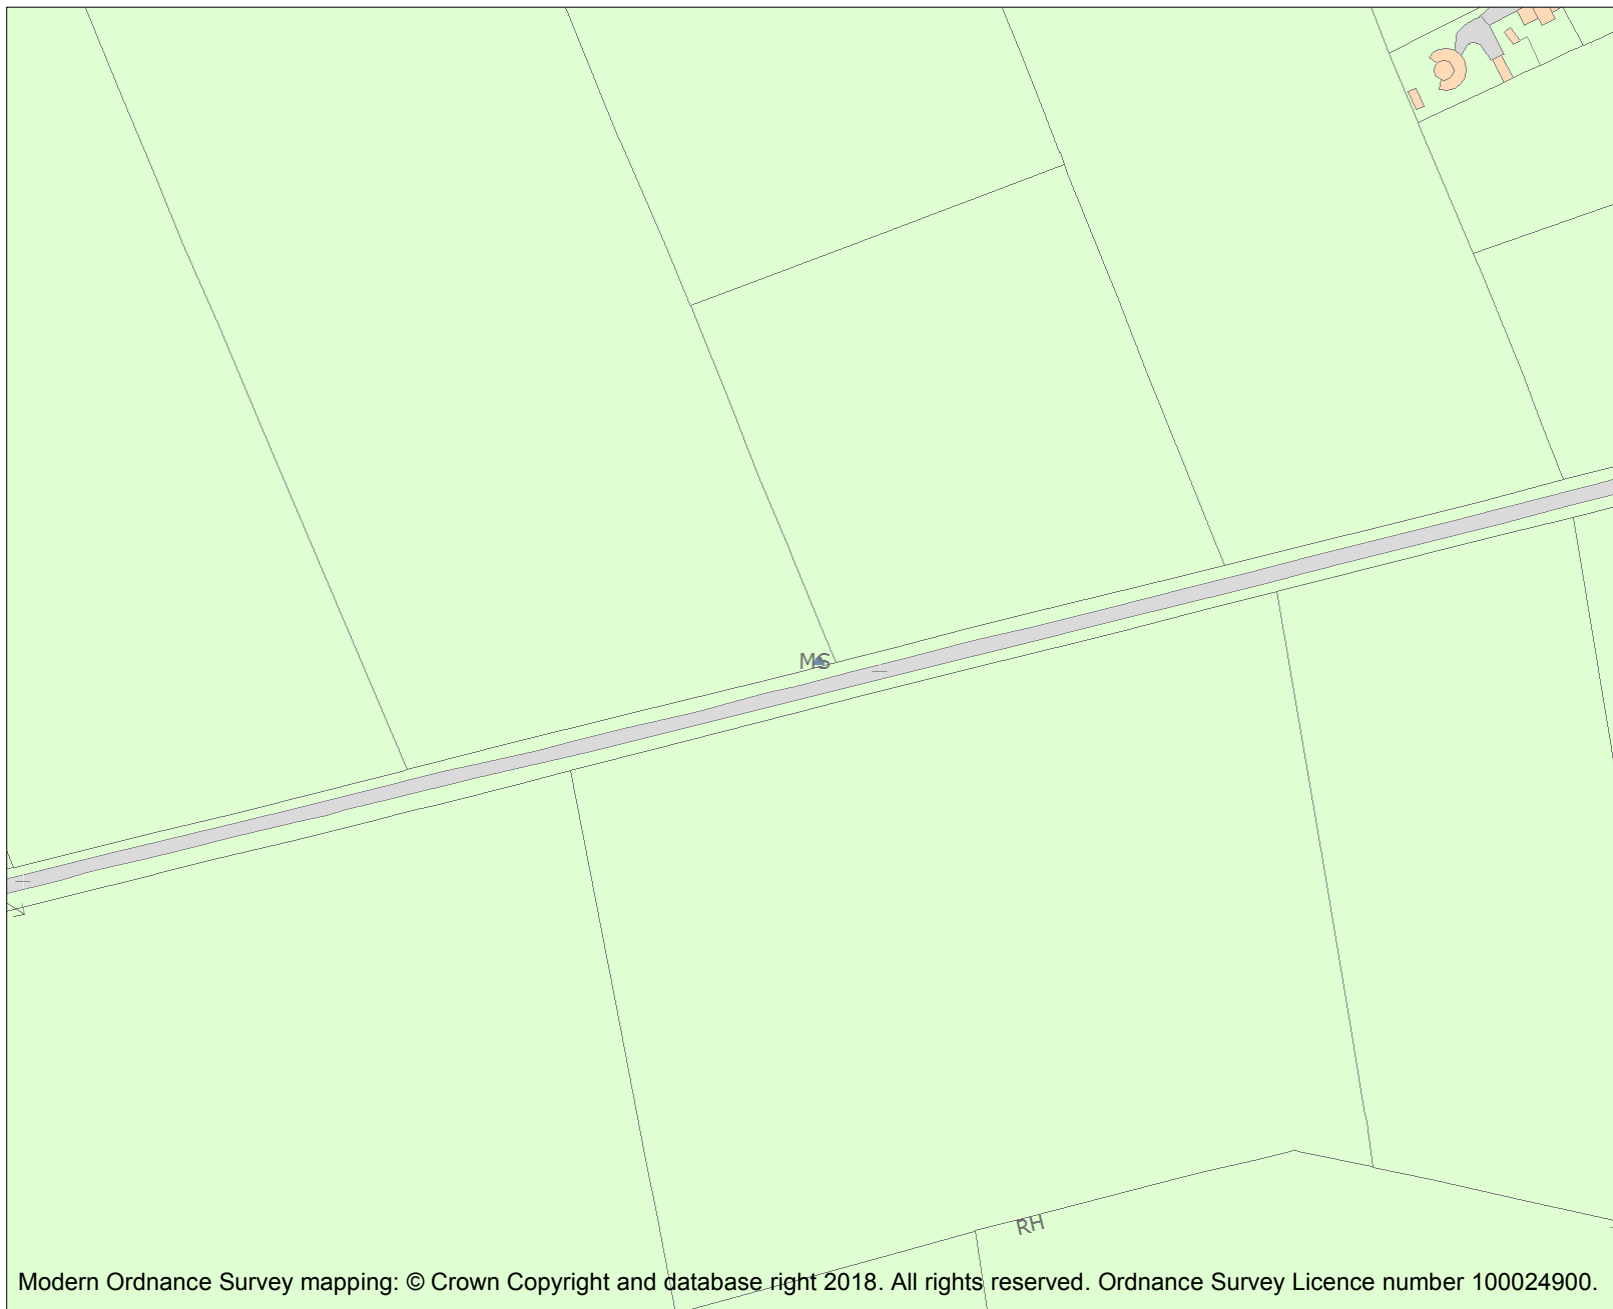 MS
RH
Modern Ordnance Survey mapping: © Crown Copyright and database right 2018. All rights reserved. Ordnance Survey Licence number 100024900.